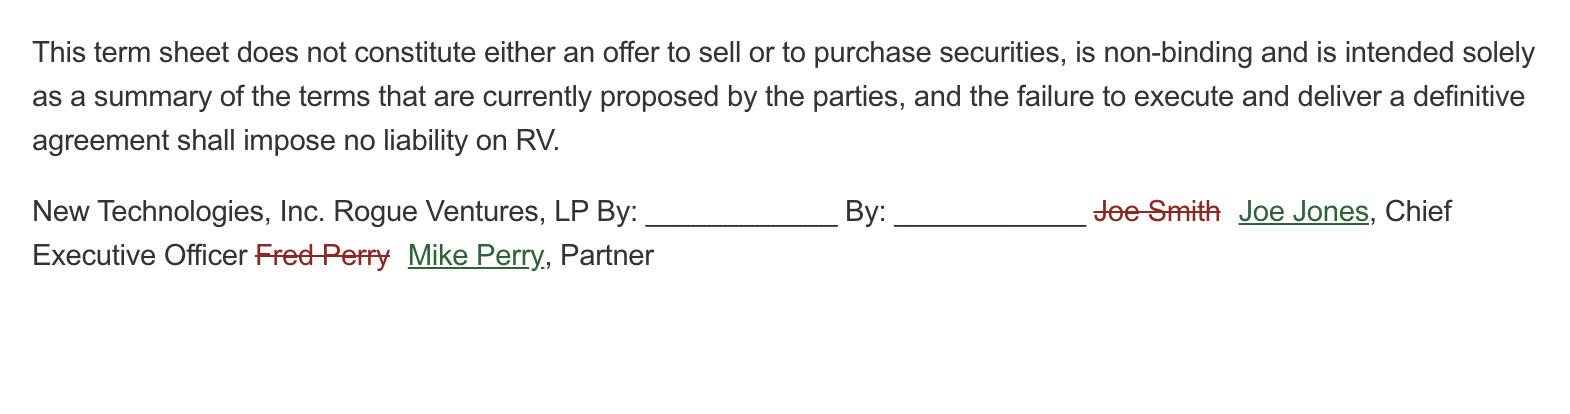 This term sheet does not constitute either an offer to sell or to purchase securities, is non-binding and is intended solely
as a summary of the terms that are currently proposed by the parties, and the failure to execute and deliver a definitive
agreement shall impose no liability on RV.
New Technologies, Inc. Rogue Ventures, LP By: ____________ By: ____________ Joe Smith Joe Jones, Chief
Executive Officer Fred Perry Mike Perry, Partner